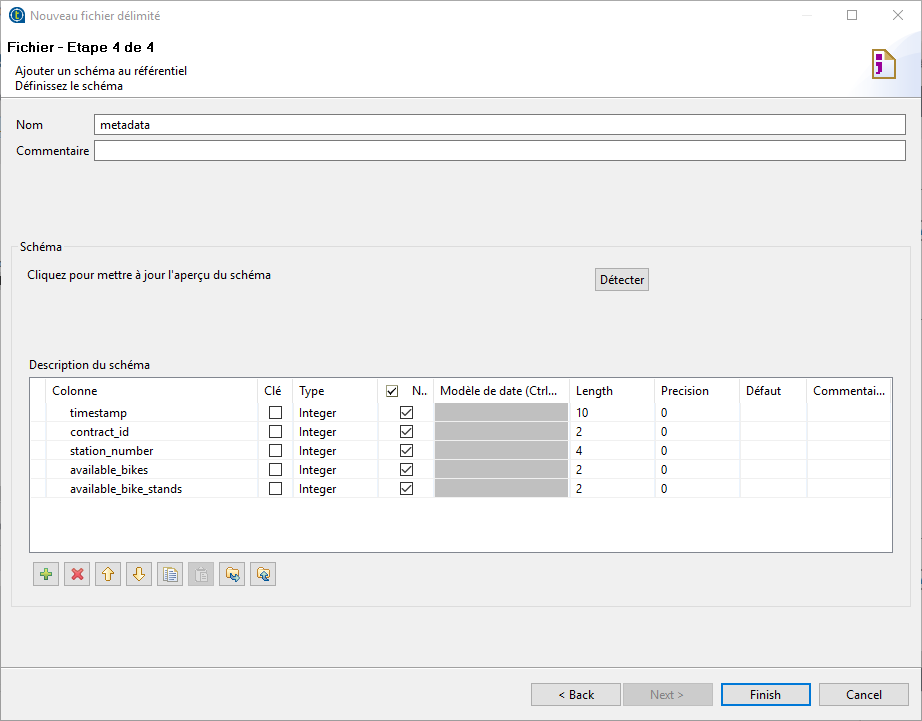 Nouveau fichier délimité
Fichier - Etape 4 de 4
Ajouter un schéma au référentiel
Définissez le schéma
Nom metadata
Commentaire
Schéma
Cliquez pour mettre à jour l'aperçu du schéma Détecter
Description du schéma
Colonne Clé Type N.. Modèle de date (Ctrl... Length Precision Défaut Commentai...
timestamp Integer 10 0
contract_id Integer 2 0
station_number Integer 4 0
available_bikes Integer 2 0
available_bike_stands Integer 2 0
< Back Next > Finish Cancel